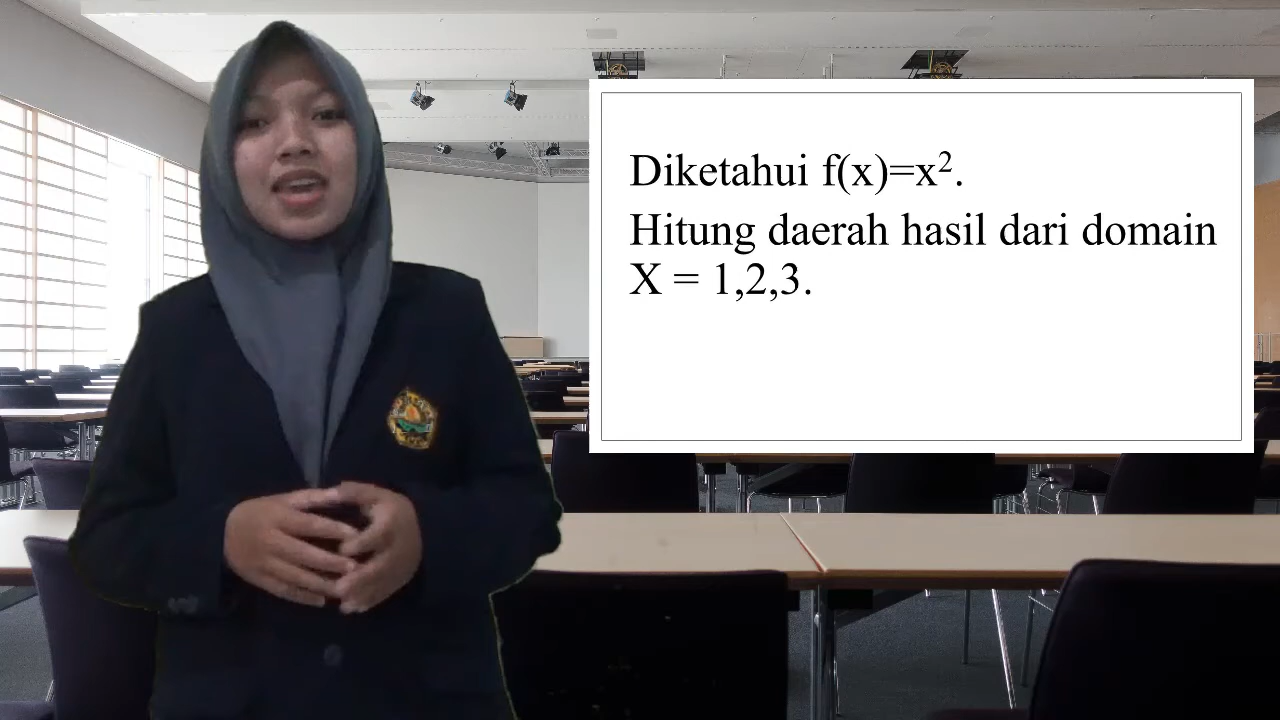 Diketahui f(x)=x².
Hitung daerah hasil dari domain
X = 1,2,3.